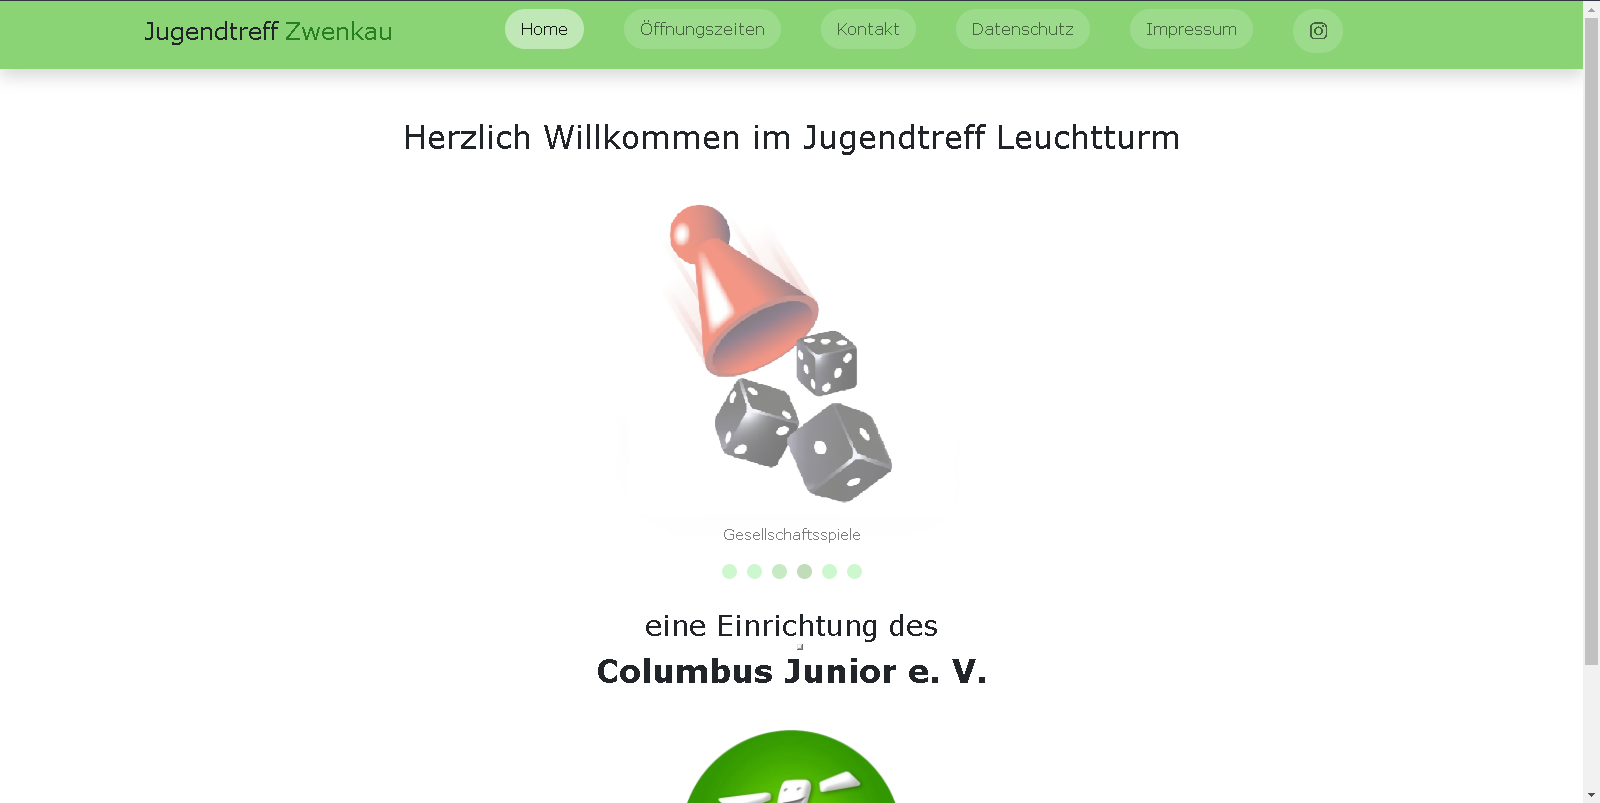 Jugendtreff Zwenkau
Home
Öffnungszeiten
Kontakt
Datenschutz
Impressum
Herzlich Willkommen im Jugendtreff Leuchtturm
Gesellschaftsspiele
eine Einrichtung des
Columbus Junior e. V.